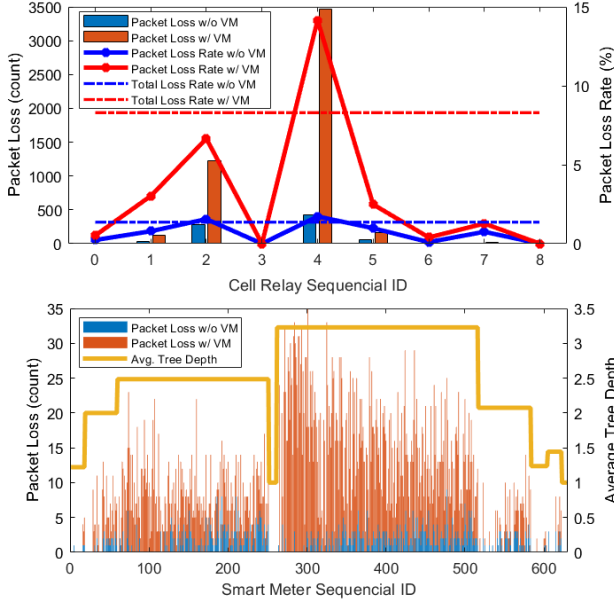 3500
3000
2500
2000
1500
1000
500
0
Packet Loss (count)
Packet Loss w/o VM
Packet Loss w/ VM
Packet Loss Rate w/o VM
Packet Loss Rate w/ VM
Total Loss Rate w/o VM
Total Loss Rate w/ VM
15
10
5
0
Packet Loss Rate (%)
0 1 2 3 4 5 6 7 8
Cell Relay Sequencial ID
35
30
25
20
15
10
5
0
Packet Loss (count)
Packet Loss w/o VM
Packet Loss w/ VM
Avg. Tree Depth
3.5
3
2.5
2
1.5
1
0.5
0
Average Tree Depth
0 100 200 300 400 500 600
Smart Meter Sequencial ID